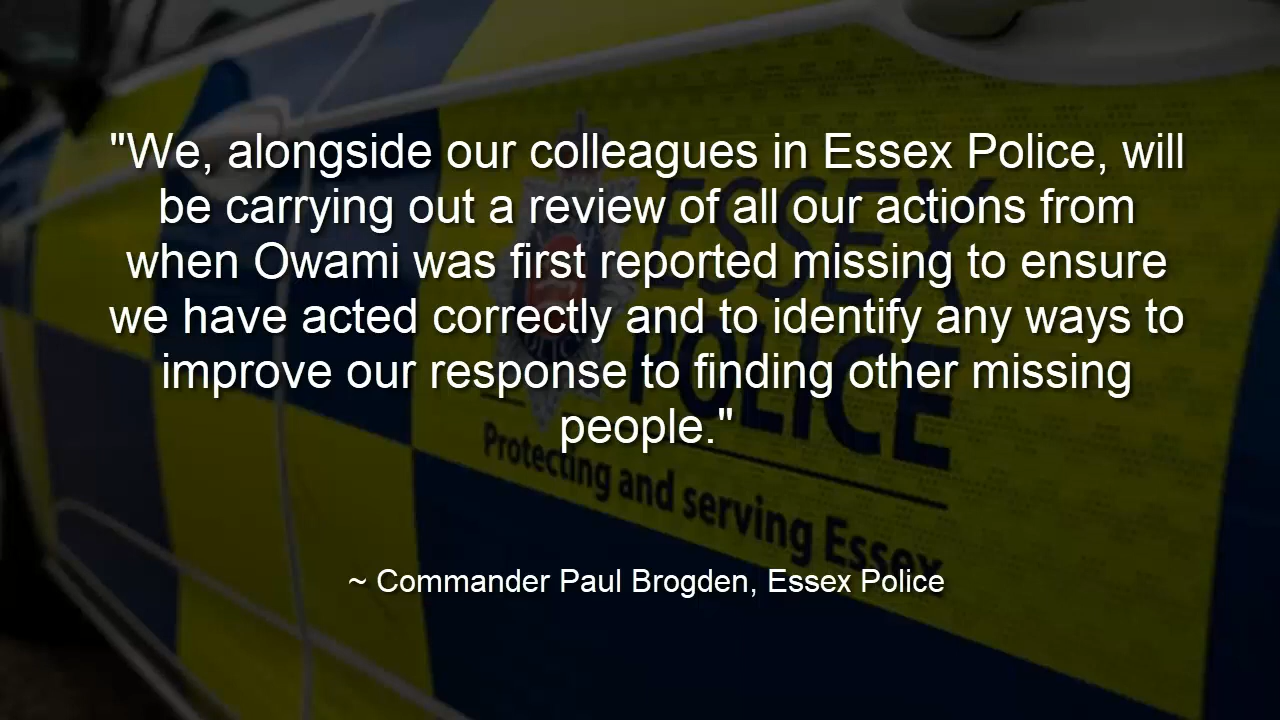 "We, alongside our colleagues in Essex Police, will
be carrying out a review of all our actions from
when Owami was first reported missing to ensure
we have acted correctly and to identify any ways to
improve our response to finding other missing
people."
~ Commander Paul Brogden, Essex Police
ESSEX
POLICE
Protecting and serving Essex